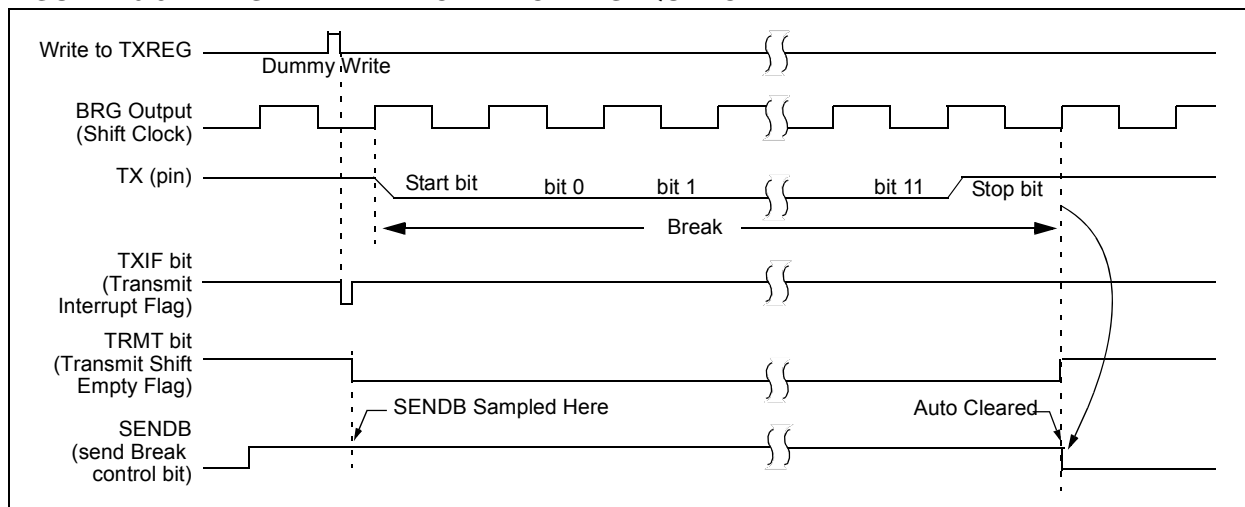 Write to TXREG
Dummy Write
BRG Output
(Shift Clock)
TX (pin)
Start bit
bit 0
bit 1
bit 11
Stop bit
Break
TXIF bit
(Transmit
Interrupt Flag)
TRMT bit
(Transmit Shift
Empty Flag)
SENDB Sampled Here
Auto Cleared
SENDB
(send Break
control bit)